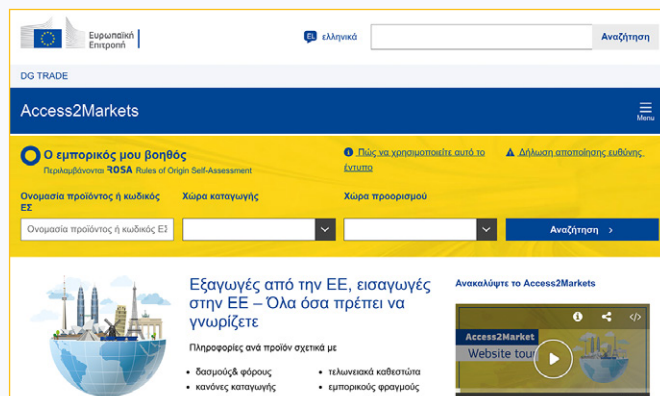 Ευρωπαϊκή
Επιτροπή
EL ελληνικά
Αναζήτηση
DG TRADE
Access2Markets
Menu
Ο εμπορικός μου βοηθός
Περιλαμβάνονται ROSA Rules of Origin Self-Assessment
Πώς να χρησιμοποιείτε αυτό το
έντυπο
Δήλωση αποποίησης ευθύνης
Ονομασία προϊόντος ή κωδικός
ΕΣ
Χώρα καταγωγής
Χώρα προορισμού
Ονομασία προϊόντος ή κωδικός ΕΣ
Αναζήτηση
Εξαγωγές από την ΕΕ, εισαγωγές
στην ΕΕ – Όλα όσα πρέπει να
γνωρίζετε
Πληροφορίες ανά προϊόν σχετικά με
• δασμούς& φόρους
• κανόνες καταγωγής
• τελωνειακά καθεστώτα
• εμπορικούς φραγμούς
Ανακαλύψτε το Access2Markets
Access2Market
Website tour